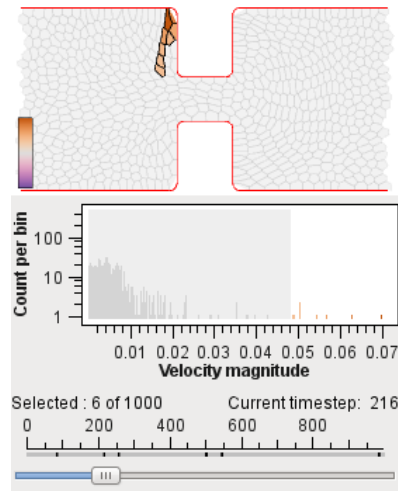 Count per bin
100
10
1
0.01 0.02 0.03 0.04 0.05 0.06 0.07
Velocity magnitude
Selected : 6 of 1000 Current timestep: 216
0 200 400 600 800